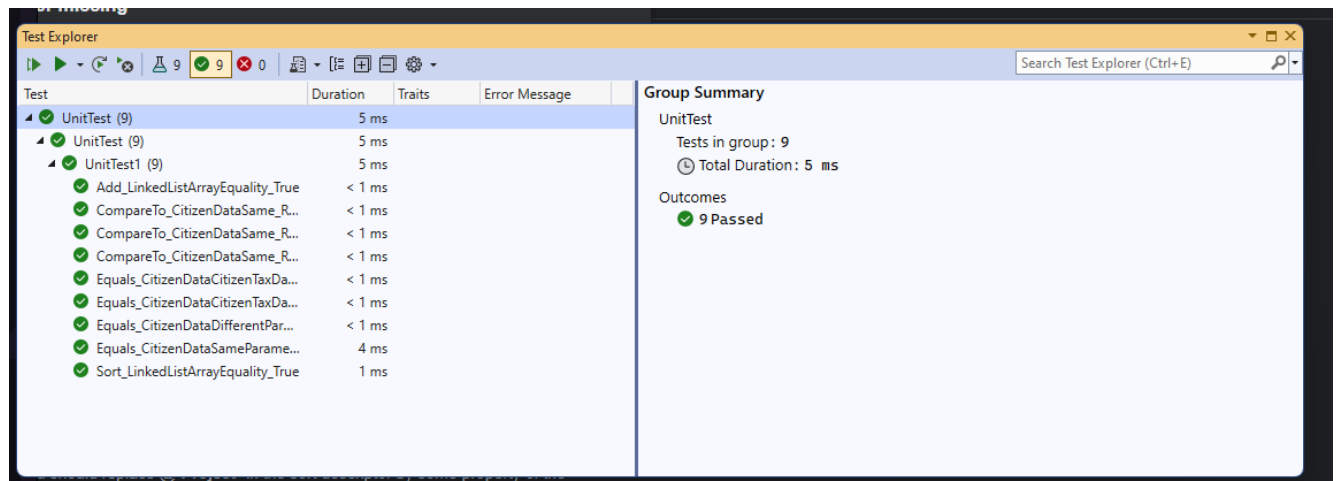 Test Explorer
9 9 0
Search Test Explorer (Ctrl+E)
Test Duration Traits Error Message
UnitTest (9) 5 ms
UnitTest (9) 5 ms
UnitTest1 (9) 5 ms
Add_LinkedListArrayEquality_True < 1 ms
CompareTo_CitizenDataSame_R... < 1 ms
CompareTo_CitizenDataSame_R... < 1 ms
CompareTo_CitizenDataSame_R... < 1 ms
Equals_CitizenDataCitizenTaxDa... < 1 ms
Equals_CitizenDataCitizenTaxDa... < 1 ms
Equals_CitizenDataDifferentPar... < 1 ms
Equals_CitizenDataSameParame... 4 ms
Sort_LinkedListArrayEquality_True 1 ms
Group Summary
UnitTest
Tests in group: 9
Total Duration: 5 ms
Outcomes
9 Passed